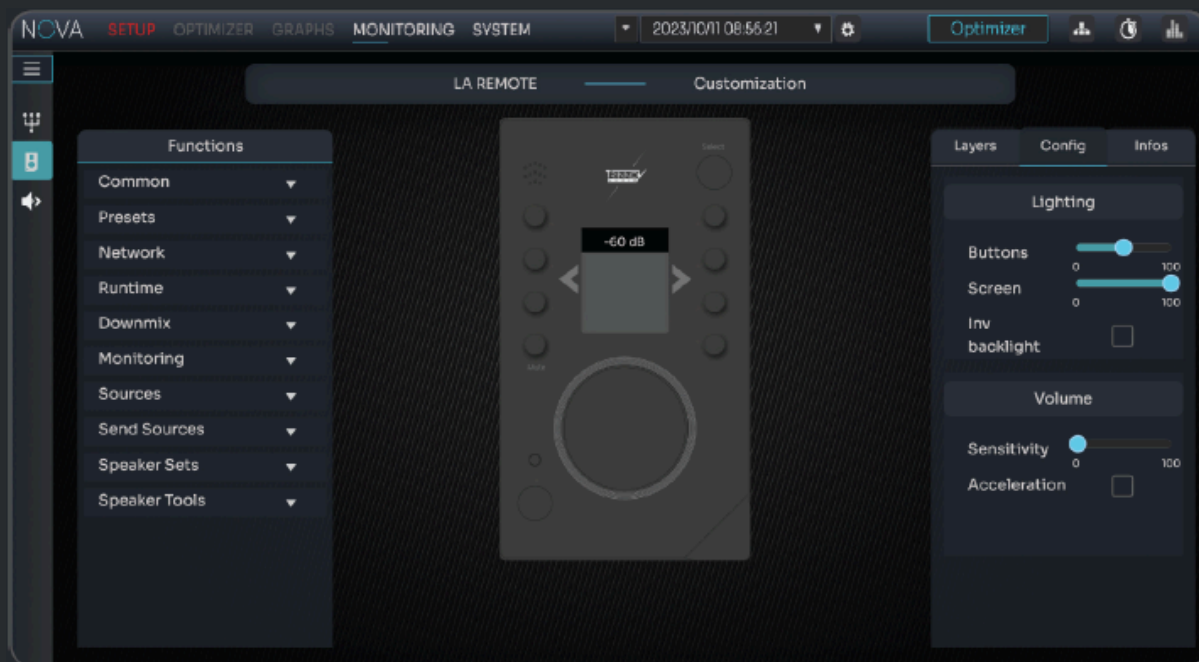 NOVA SETUP OPTIMIZER GRAPHS MONITORING SYSTEM 2023/10/11 08:56:21 Optimizer
LA REMOTE Customization
Functions
Common
Presets
Network
Runtime
Downmix
Monitoring
Sources
Send Sources
Speaker Sets
Speaker Tools
Select
-60 dB
Mute
Layers Config Infos
Lighting
Buttons
0 100
Screen
0 100
Inv
backlight
Volume
Sensitivity
0 100
Acceleration